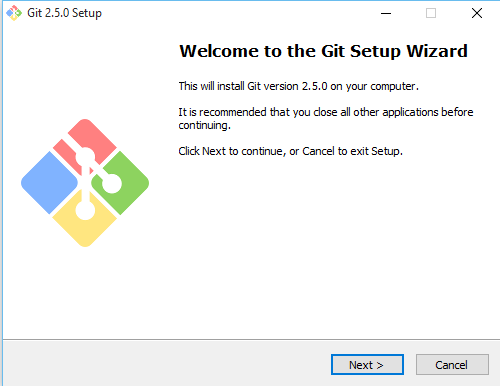 Git 2.5.0 Setup
Welcome to the Git Setup Wizard
This will install Git version 2.5.0 on your computer.
It is recommended that you close all other applications before
continuing.
Click Next to continue, or Cancel to exit Setup.
Next >
Cancel